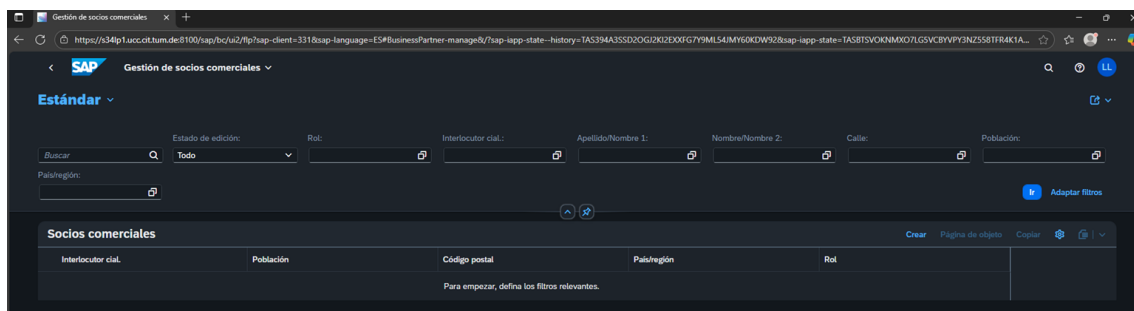 Gestión de socios comerciales
https://s34lp1.ucc.cit.tum.de:8100/sap/bc/ui2/flp?sap-client=331&sap-language=ES#BusinessPartner-manage&/?sap-iapp-state--history=TAS394A3SSD2OGJ2KI2EXXFG7Y9ML54JMY60KDW92&sap-iapp-state=TASBTSVOKNMXO7LG5VCBYVPY3NZ558TFR4K1A...
SAP Gestión de socios comerciales LL
Estándar
Estado de edición: Rol: Interlocutor cial.: Apellido/Nombre 1: Nombre/Nombre 2: Calle: Población:
Buscar Todo
País/región:
Ir Adaptar filtros
Socios comerciales Crear Página de objeto Copiar
Interlocutor cial. Población Código postal País/región Rol
Para empezar, defina los filtros relevantes.